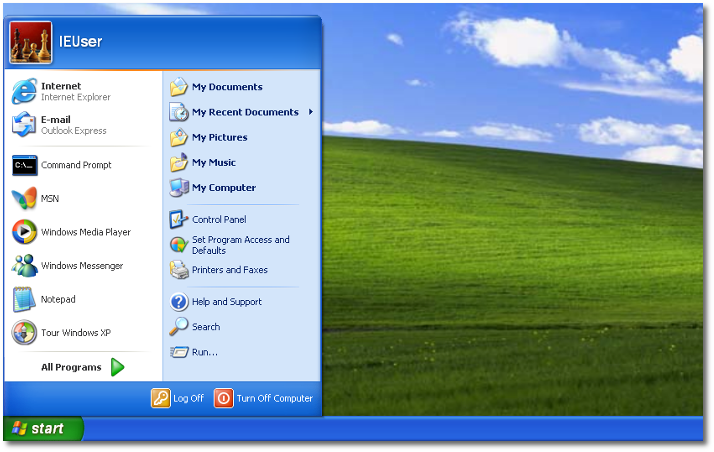 IEUser
Internet
Internet Explorer
E-mail
Outlook Express
C:\...
Command Prompt
MSN
Windows Media Player
Windows Messenger
Notepad
Tour Windows XP
All Programs
My Documents
My Recent Documents
My Pictures
My Music
My Computer
Control Panel
Set Program Access and
Defaults
Printers and Faxes
Help and Support
Search
Run...
Log Off
Turn Off Computer
start